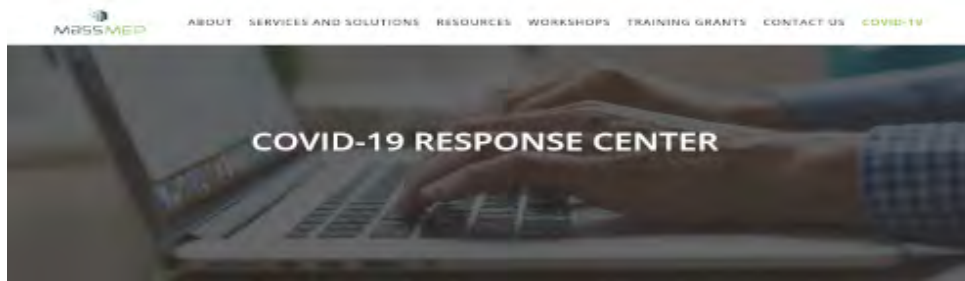 MASSMEP
ABOUT SERVICES AND SOLUTIONS RESOURCES WORKSHOPS TRAINING GRANTS CONTACT US COVID-19
COVID-19 RESPONSE CENTER